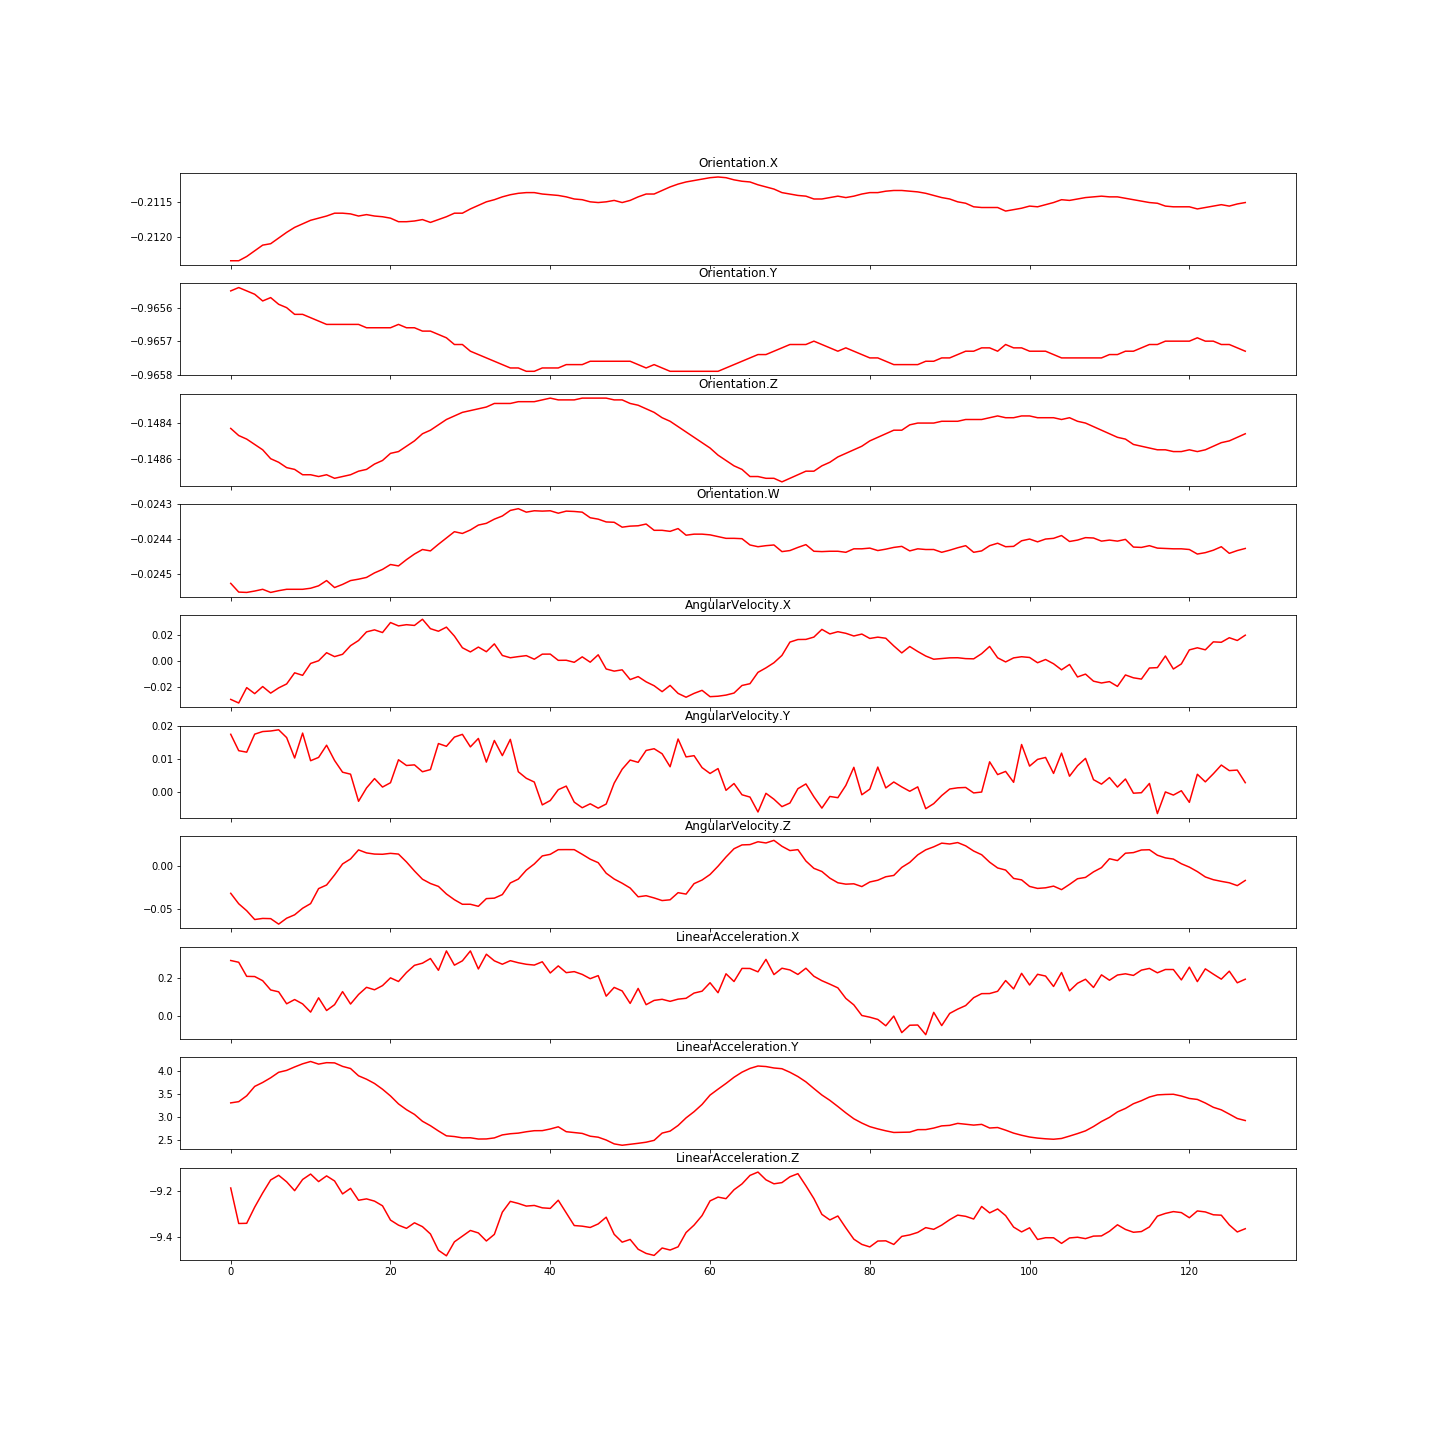 Orientation.X
−0.2115
−0.2120
Orientation.Y
−0.9656
−0.9657
−0.9658
Orientation.Z
−0.1484
−0.1486
Orientation.W
−0.0243
−0.0244
−0.0245
AngularVelocity.X
0.02
0.00
−0.02
AngularVelocity.Y
0.02
0.01
0.00
AngularVelocity.Z
0.00
−0.05
LinearAcceleration.X
0.2
0.0
LinearAcceleration.Y
4.0
3.5
3.0
2.5
LinearAcceleration.Z
−9.2
−9.4
0 20 40 60 80 100 120